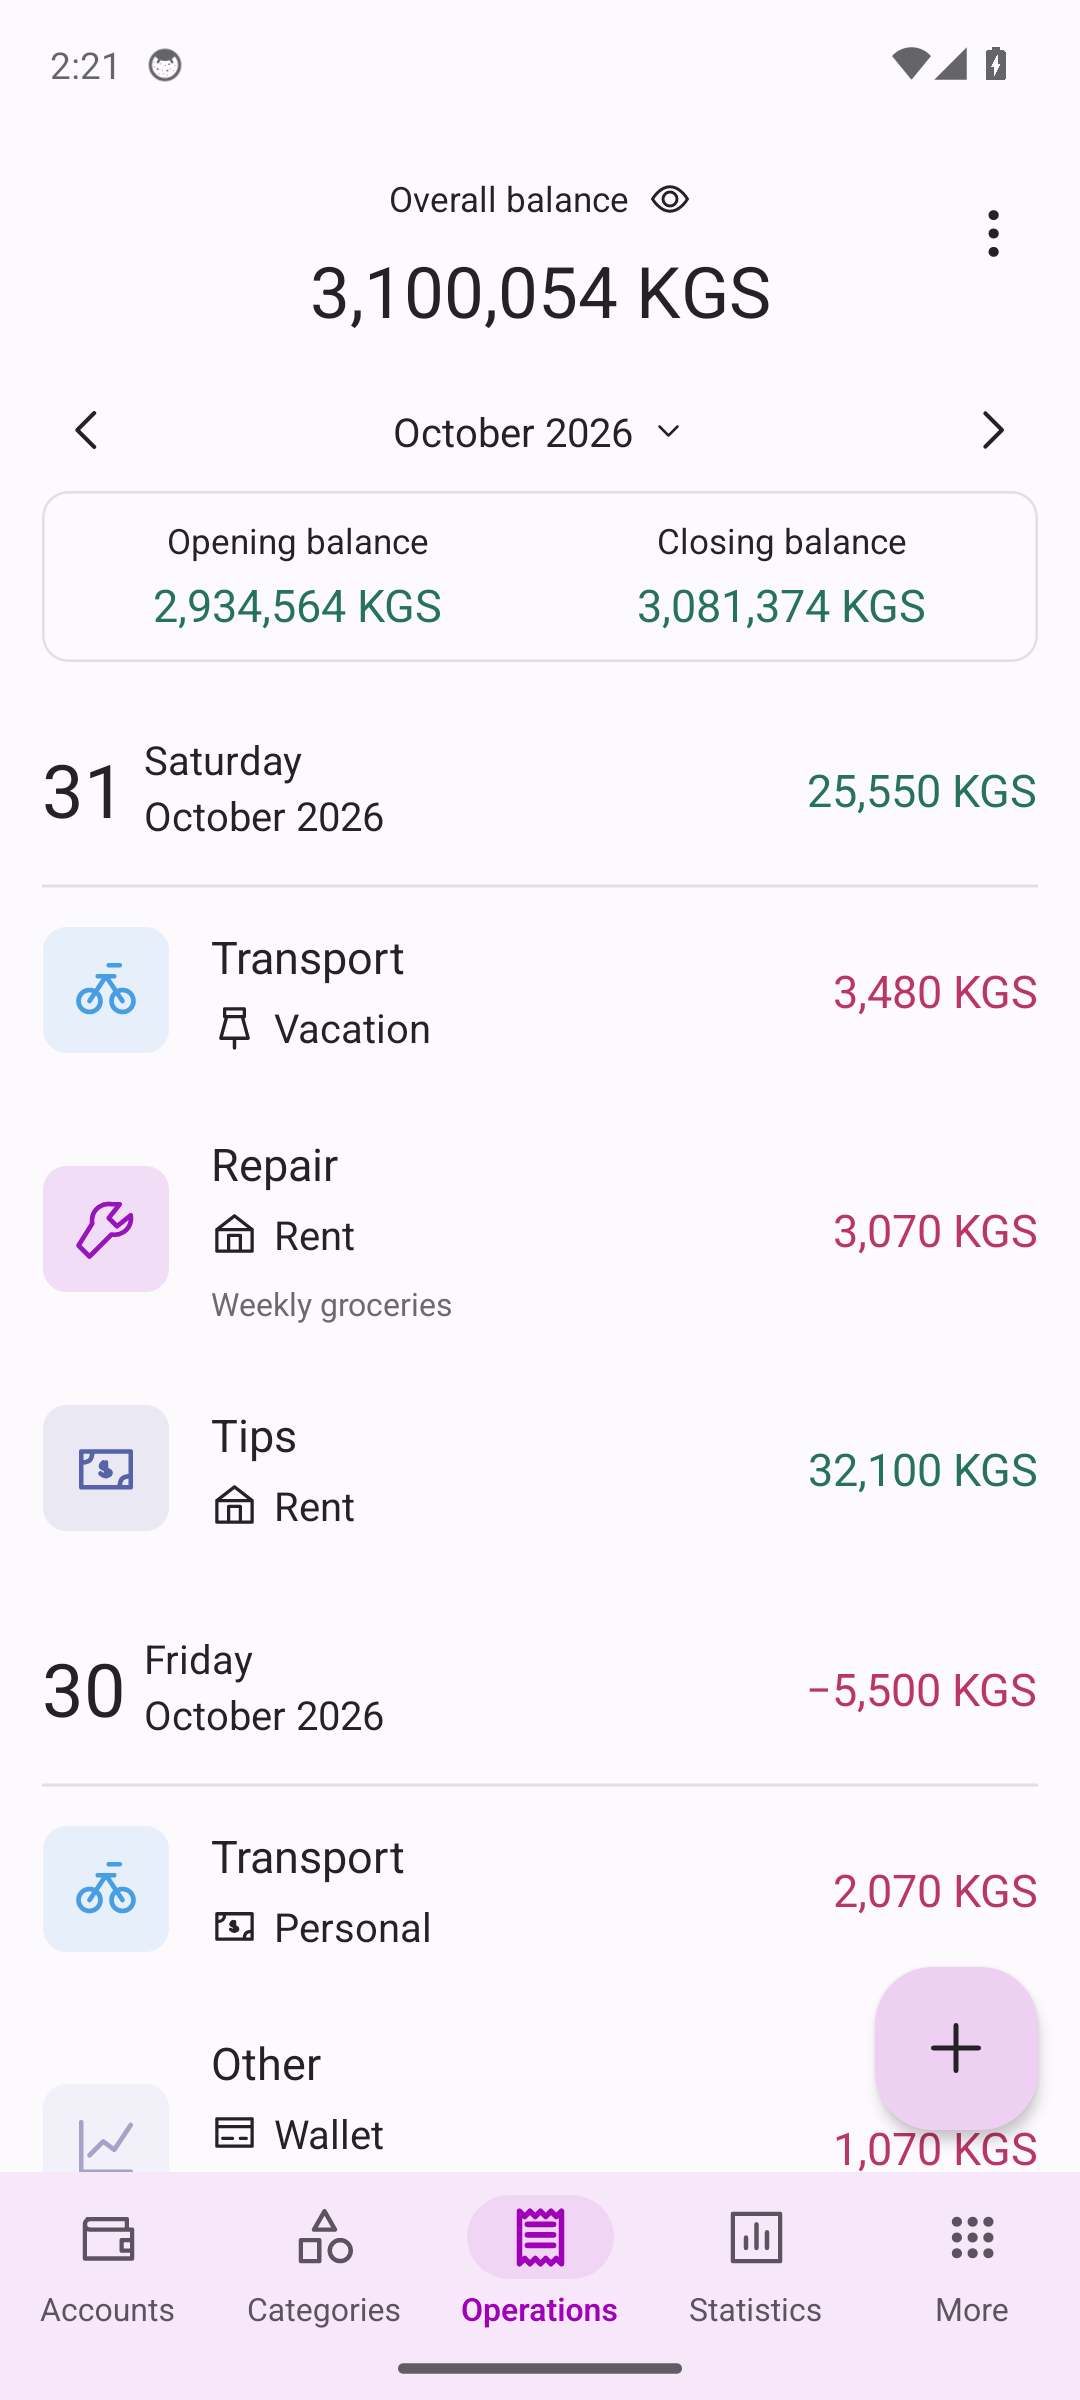 2:21
Overall balance
3,100,054 KGS
October 2026
Opening balance
Closing balance
2,934,564 KGS
3,081,374 KGS
31
Saturday
October 2026
25,550 KGS
Transport
Vacation
3,480 KGS
Repair
Rent
Weekly groceries
3,070 KGS
Tips
Rent
32,100 KGS
30
Friday
October 2026
−5,500 KGS
Transport
Personal
2,070 KGS
Other
Wallet
1,070 KGS
Accounts
Categories
Operations
Statistics
More